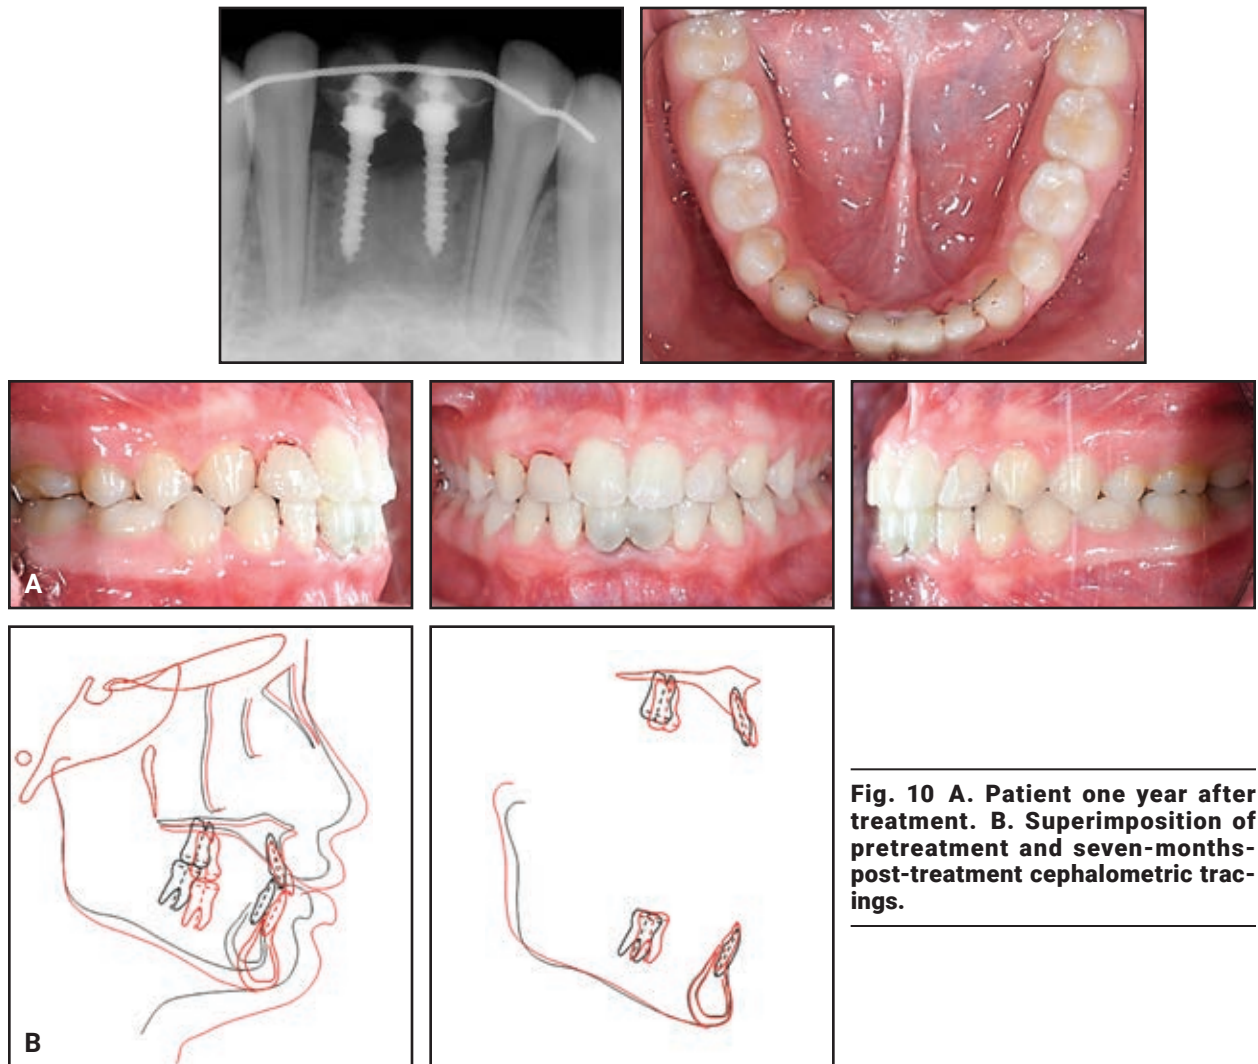 A
B
Fig. 10 A. Patient one year after
treatment. B. Superimposition of
pretreatment and seven-months-
post-treatment cephalometric trac-
ings.